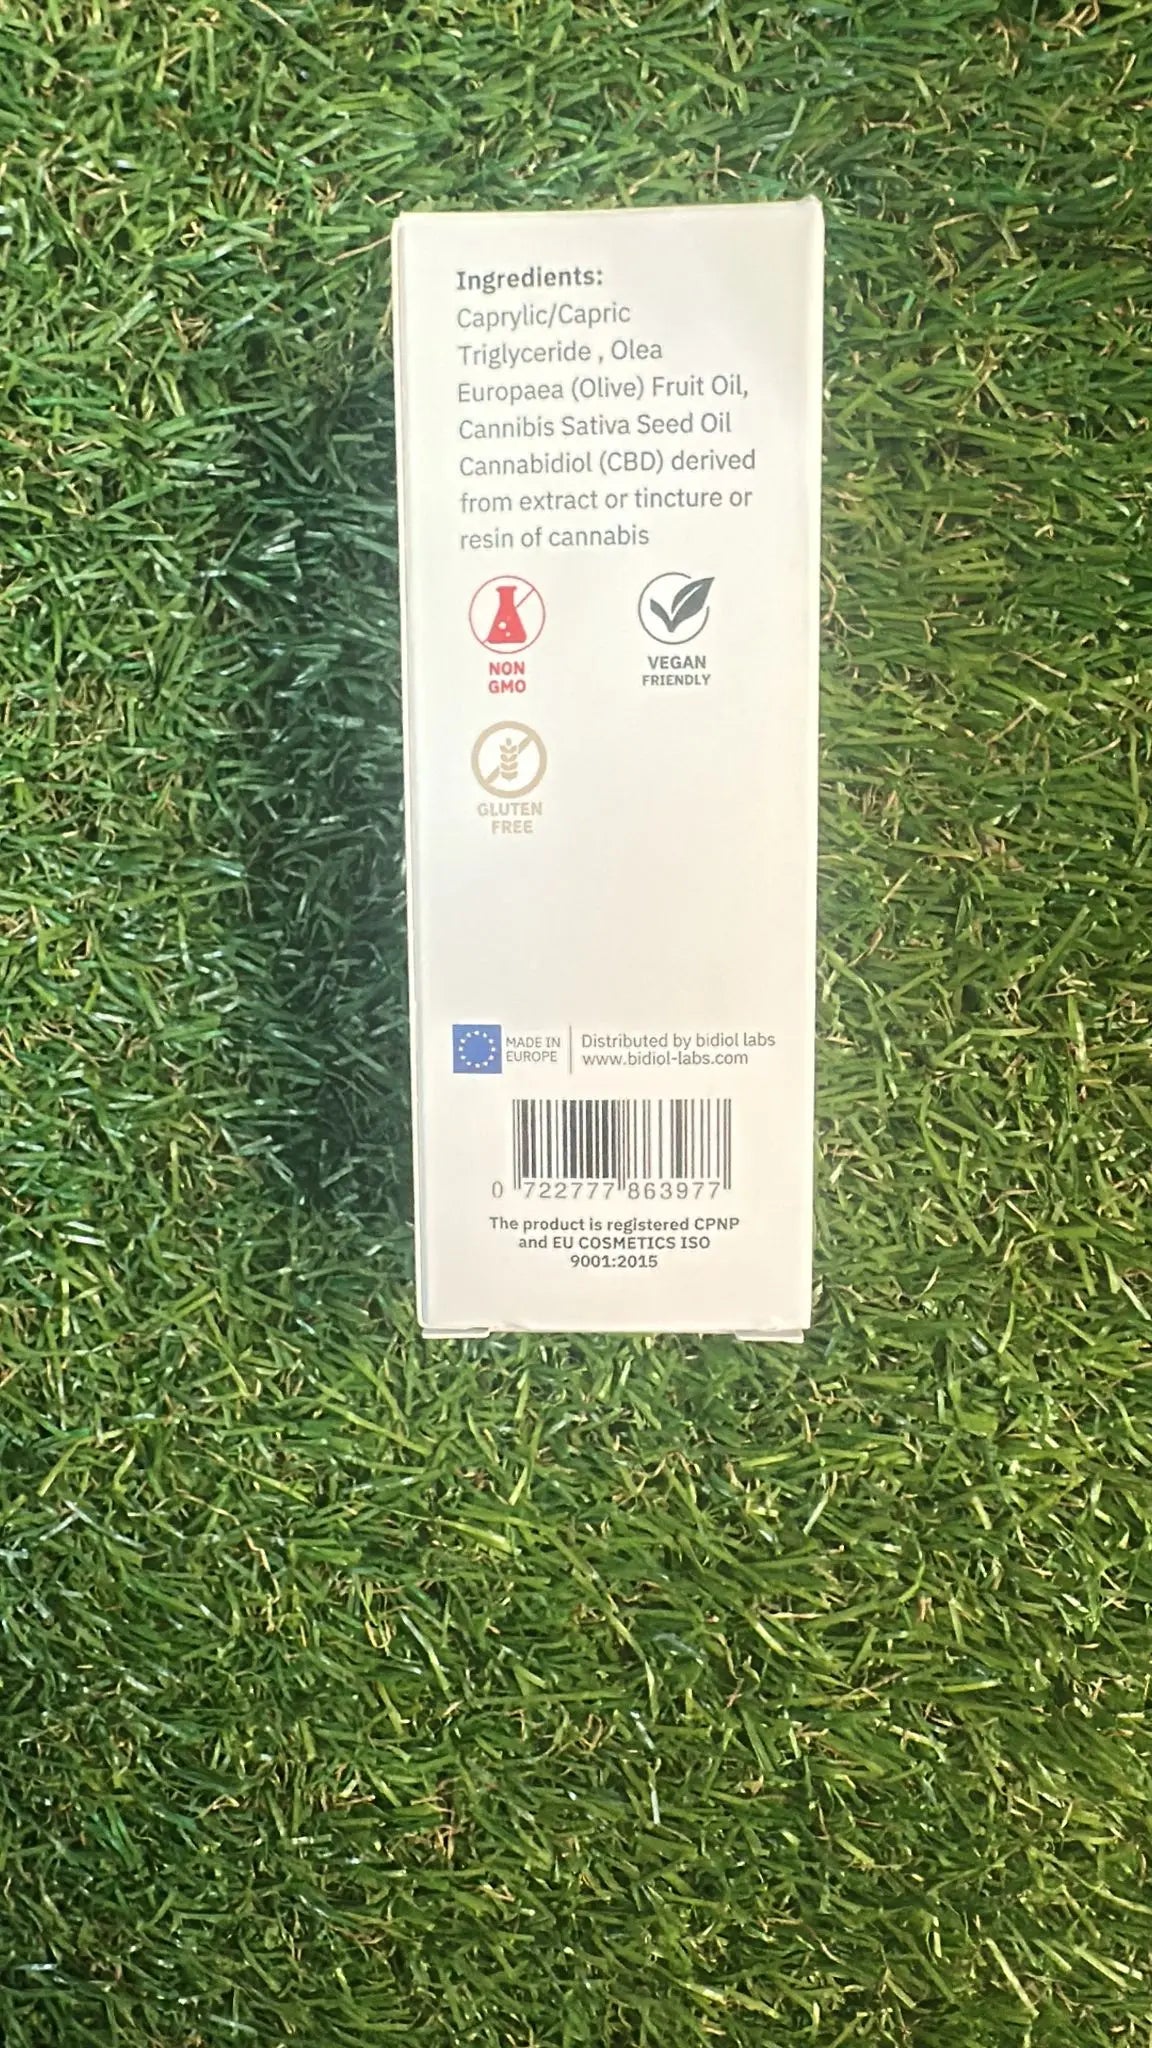 Ingredients:
Caprylic/Capric
Triglyceride , Olea
Europaea (Olive) Fruit Oil,
Cannibis Sativa Seed Oil
Cannabidiol (CBD) derived
from extract or tincture or
resin of cannabis
NON
GMO
VEGAN
FRIENDLY
GLUTEN
FREE
MADE IN
EUROPE
Distributed by bidiol labs
www.bidiol-labs.com
0 722777 863977
The product is registered CPNP
and EU COSMETICS ISO
9001:2015